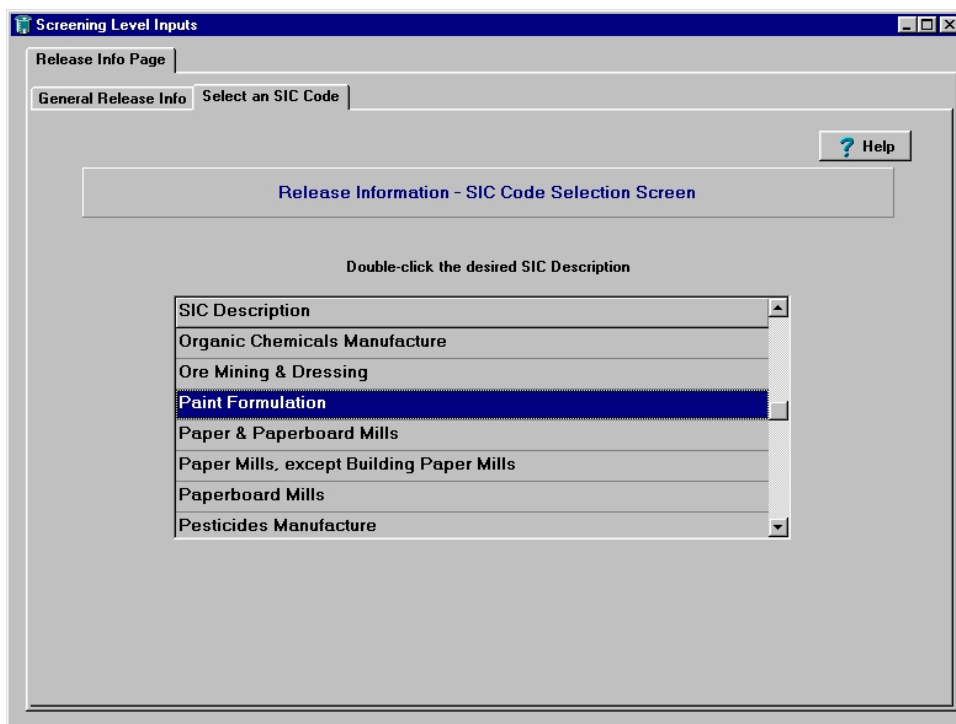 Screening Level Inputs
Release Info Page
General Release Info Select an SIC Code
? Help
Release Information - SIC Code Selection Screen
Double-click the desired SIC Description
SIC Description
Organic Chemicals Manufacture
Ore Mining & Dressing
Paint Formulation
Paper & Paperboard Mills
Paper Mills, except Building Paper Mills
Paperboard Mills
Pesticides Manufacture